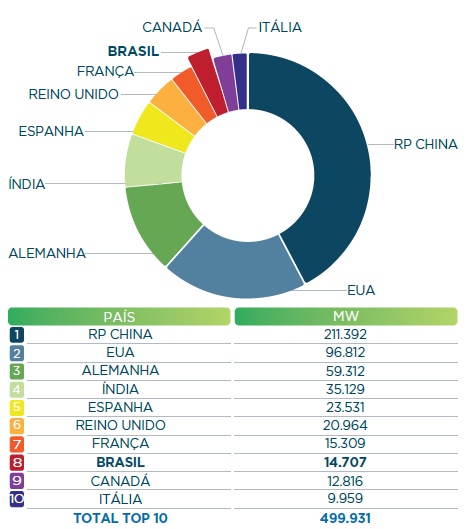 CANADÁ
ITÁLIA
BRASIL
FRANÇA
REINO UNIDO
ESPANHA
RP CHINA
ÍNDIA
ALEMANHA
EUA
PAÍS MW
1 RP CHINA 211.392
2 EUA 96.812
3 ALEMANHA 59.312
4 ÍNDIA 35.129
5 ESPANHA 23.531
6 REINO UNIDO 20.964
7 FRANÇA 15.309
8 BRASIL 14.707
9 CANADÁ 12.816
10 ITÁLIA 9.959
TOTAL TOP 10 499.931